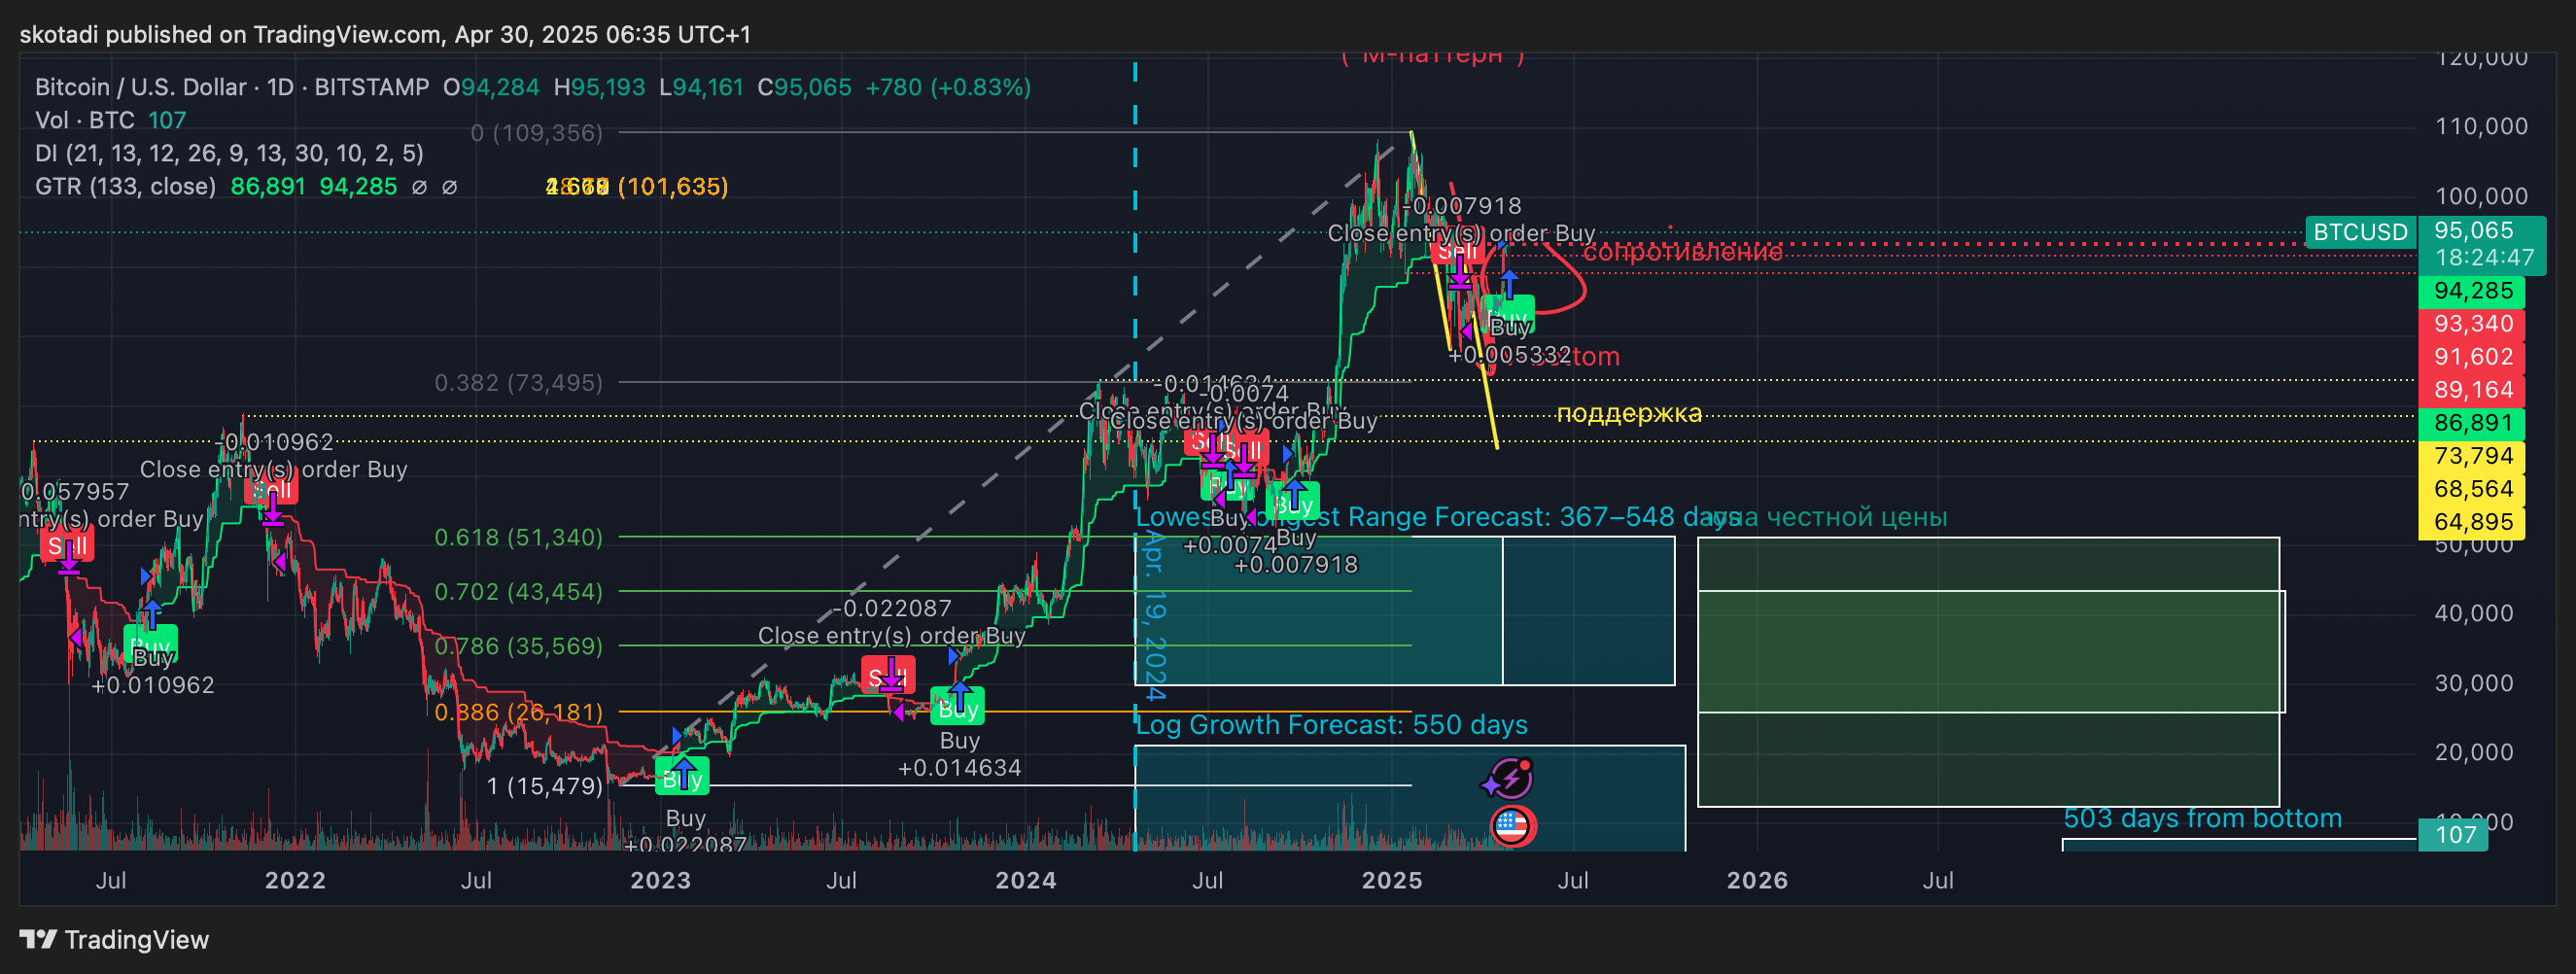 skotadi published on TradingView.com, Apr 30, 2025 06:35 UTC+1
("М-паттерн")
120,000
Bitcoin / U.S. Dollar · 1D · BITSTAMP O94,284 H95,193 L94,161 C95,065 +780 (+0.83%)
Vol · BTC 107
0 (109,356)
110,000
DI (21, 13, 12, 26, 9, 13, 30, 10, 2, 5)
GTR (133, close) 86,891 94,285 ∅ ∅
(101,635)
100,000
-0.007918
Close entry(s) order Buy
Sell
сопротивление
BTCUSD
95,065
18:24:47
94,285
93,340
91,602
89,164
86,891
73,794
68,564
64,895
Buy
Buy
+0.005332
bottom
0.382 (73,495)
-0.014634
-0.0074
Close entry(s) order Buy
Close entry(s) order Buy
поддержка
-0.010962
Close entry(s) order Buy
Sell
0.057957
ntry(s) order Buy
Sell
Sell
Sell
Buy
Buy
Buy
Buy
+0.0074
+0.007918
Lowest Longest Range Forecast: 367–548 days
честной цены
0.618 (51,340)
50,000
Apr. 19, 2024
0.702 (43,454)
40,000
-0.022087
Close entry(s) order Buy
0.786 (35,569)
Buy
Buy
+0.010962
Sell
30,000
0.886 (26,181)
Buy
Buy
+0.014634
Log Growth Forecast: 550 days
20,000
1 (15,479)
Buy
Buy
+0.022087
503 days from bottom
10,000
107
Jul
2022
Jul
2023
Jul
2024
Jul
2025
Jul
2026
Jul
TradingView